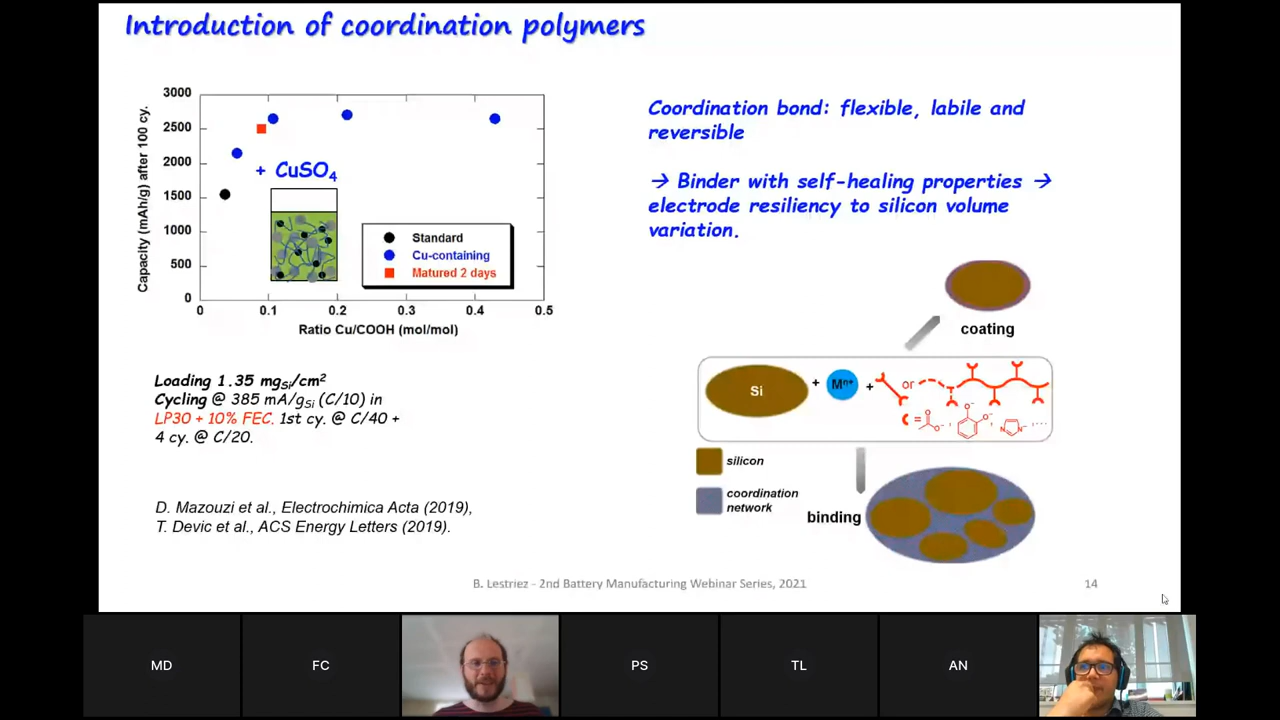 Introduction of coordination polymers
Capacity (mAh/g) after 100 cy.
3000
2500
2000
1500
1000
500
0
+ CuSO4
Standard
Cu-containing
Matured 2 days
0 0.1 0.2 0.3 0.4 0.5
Ratio Cu/COOH (mol/mol)
Loading 1.35 mgSi/cm2
Cycling @ 385 mA/gSi (C/10) in
LP30 + 10% FEC. 1st cy. @ C/40 +
4 cy. @ C/20.
D. Mazouzi et al., Electrochimica Acta (2019),
T. Devic et al., ACS Energy Letters (2019).
Coordination bond: flexible, labile and
reversible
→ Binder with self-healing properties →
electrode resiliency to silicon volume
variation.
coating
Si + Mn+ + or
= O O- , O- O- , N N- , ...
silicon
coordination
network
binding
B. Lestriez - 2nd Battery Manufacturing Webinar Series, 2021
14
MD FC PS TL AN